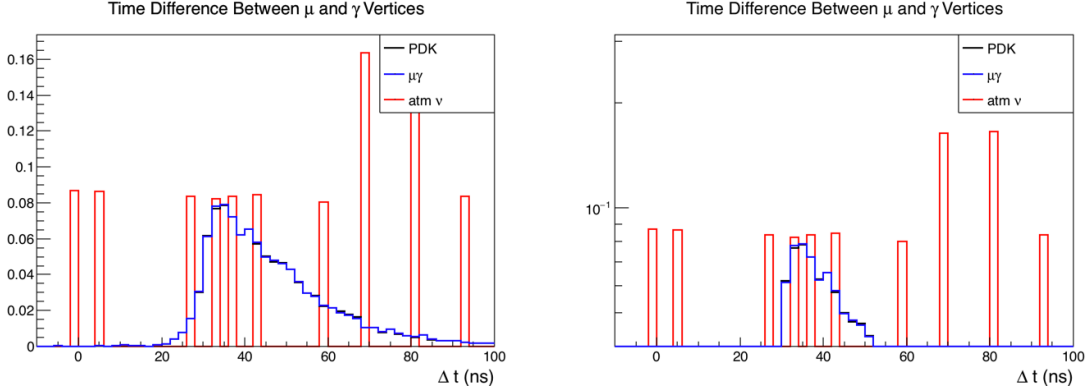 Time Difference Between μ and γ Vertices
PDK
μγ
atm ν
0.16
0.14
0.12
0.1
0.08
0.06
0.04
0.02
0
0 20 40 60 80 100
Δ t (ns)
Time Difference Between μ and γ Vertices
PDK
μγ
atm ν
10⁻¹
0 20 40 60 80 100
Δ t (ns)